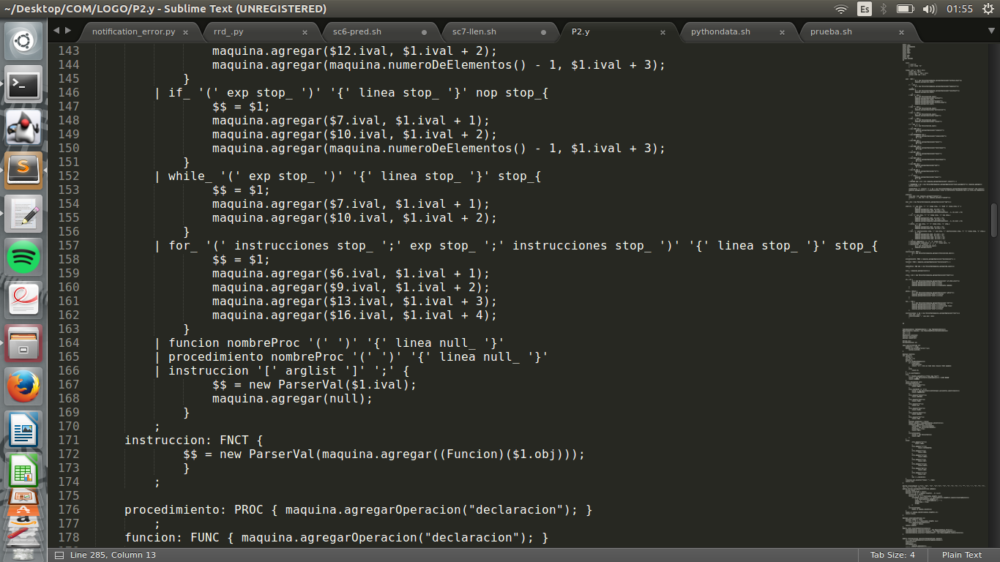 ~/Desktop/COM/LOGO/P2.y - Sublime Text (UNREGISTERED)
Es
01:55
notification_error.py
rrd_.py
sc6-pred.sh
sc7-llen.sh
P2.y
pythondata.sh
prueba.sh
143 maquina.agregar($12.ival, $1.ival + 2);
144 maquina.agregar(maquina.numeroDeElementos() - 1, $1.ival + 3);
145 }
146 | if_ '(' exp stop_ ')' '{' linea stop_ '}' nop stop_{
147 $$ = $1;
148 maquina.agregar($7.ival, $1.ival + 1);
149 maquina.agregar($10.ival, $1.ival + 2);
150 maquina.agregar(maquina.numeroDeElementos() - 1, $1.ival + 3);
151 }
152 | while_ '(' exp stop_ ')' '{' linea stop_ '}' stop_{
153 $$ = $1;
154 maquina.agregar($7.ival, $1.ival + 1);
155 maquina.agregar($10.ival, $1.ival + 2);
156 }
157 | for_ '(' instrucciones stop_ ';' exp stop_ ';' instrucciones stop_ ')' '{' linea stop_ '}' stop_{
158 $$ = $1;
159 maquina.agregar($6.ival, $1.ival + 1);
160 maquina.agregar($9.ival, $1.ival + 2);
161 maquina.agregar($13.ival, $1.ival + 3);
162 maquina.agregar($16.ival, $1.ival + 4);
163 }
164 | funcion nombreProc '(' ')' '{' linea null_ '}'
165 | procedimiento nombreProc '(' ')' '{' linea null_ '}'
166 | instruccion '[' arglist ']' ';' {
167 $$ = new ParserVal($1.ival);
168 maquina.agregar(null);
169 }
170 ;
171 instruccion: FNCT {
172 $$ = new ParserVal(maquina.agregar((Funcion)($1.obj)));
173 }
174 ;
175
176 procedimiento: PROC { maquina.agregarOperacion("declaracion"); }
177 ;
178 funcion: FUNC { maquina.agregarOperacion("declaracion"); }
Line 285, Column 13
Tab Size: 4
Plain Text